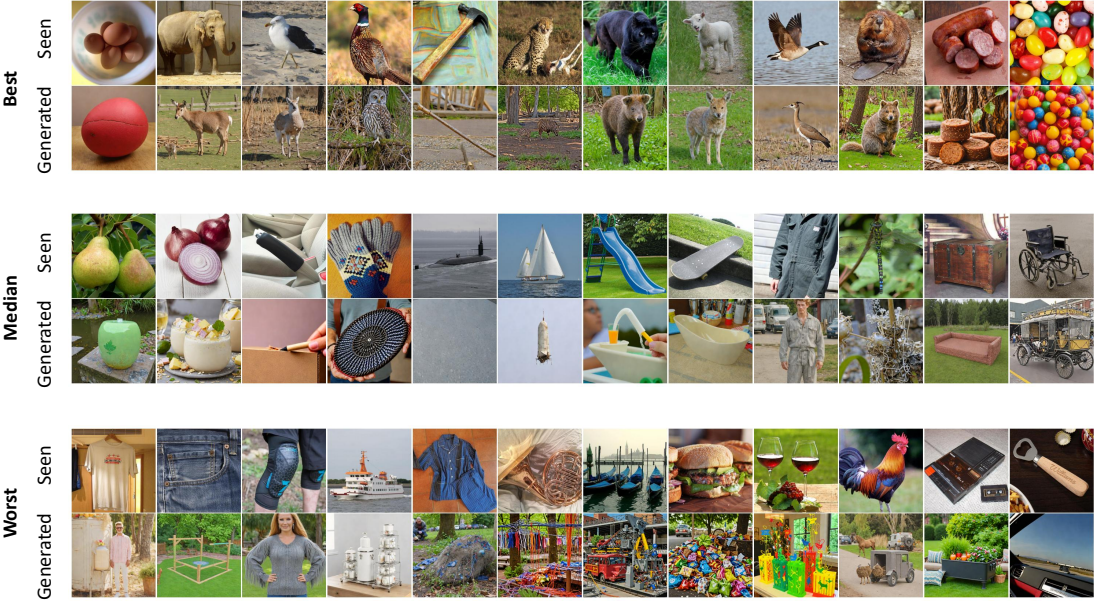 Best
Seen
Generated
Median
Seen
Generated
Worst
Seen
Generated